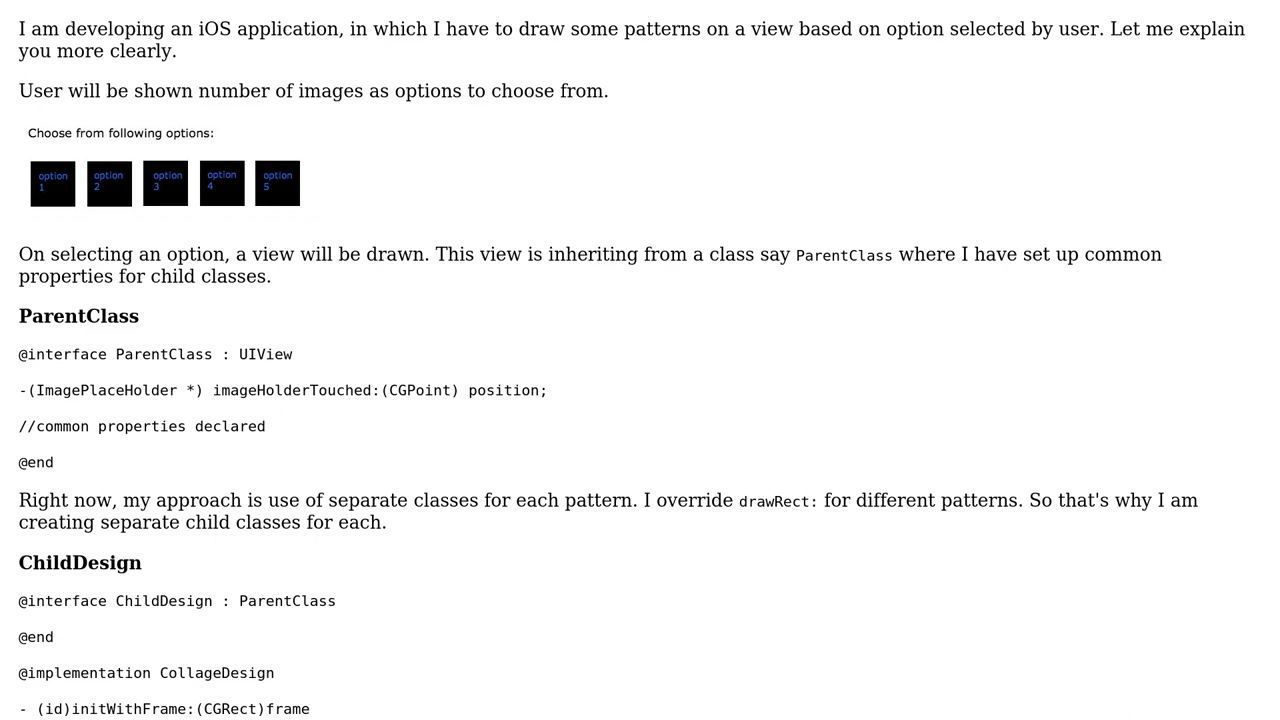 I am developing an iOS application, in which I have to draw some patterns on a view based on option selected by user. Let me explain
you more clearly.
User will be shown number of images as options to choose from.
Choose from following options:
option 1
option 2
option 3
option 4
option 5
On selecting an option, a view will be drawn. This view is inheriting from a class say ParentClass where I have set up common
properties for child classes.
ParentClass
@interface ParentClass : UIView
-(ImagePlaceHolder *) imageHolderTouched:(CGPoint) position;
//common properties declared
@end
Right now, my approach is use of separate classes for each pattern. I override drawRect: for different patterns. So that's why I am
creating separate child classes for each.
ChildDesign
@interface ChildDesign : ParentClass
@end
@implementation CollageDesign
- (id)initWithFrame:(CGRect)frame